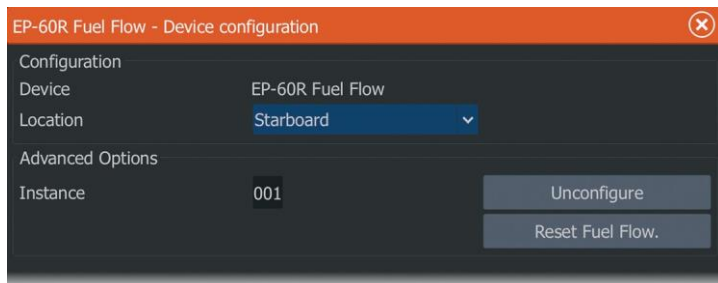 EP-60R Fuel Flow - Device configuration
Configuration
Device EP-60R Fuel Flow
Location Starboard
Advanced Options
Instance 001 Unconfigure
Reset Fuel Flow.